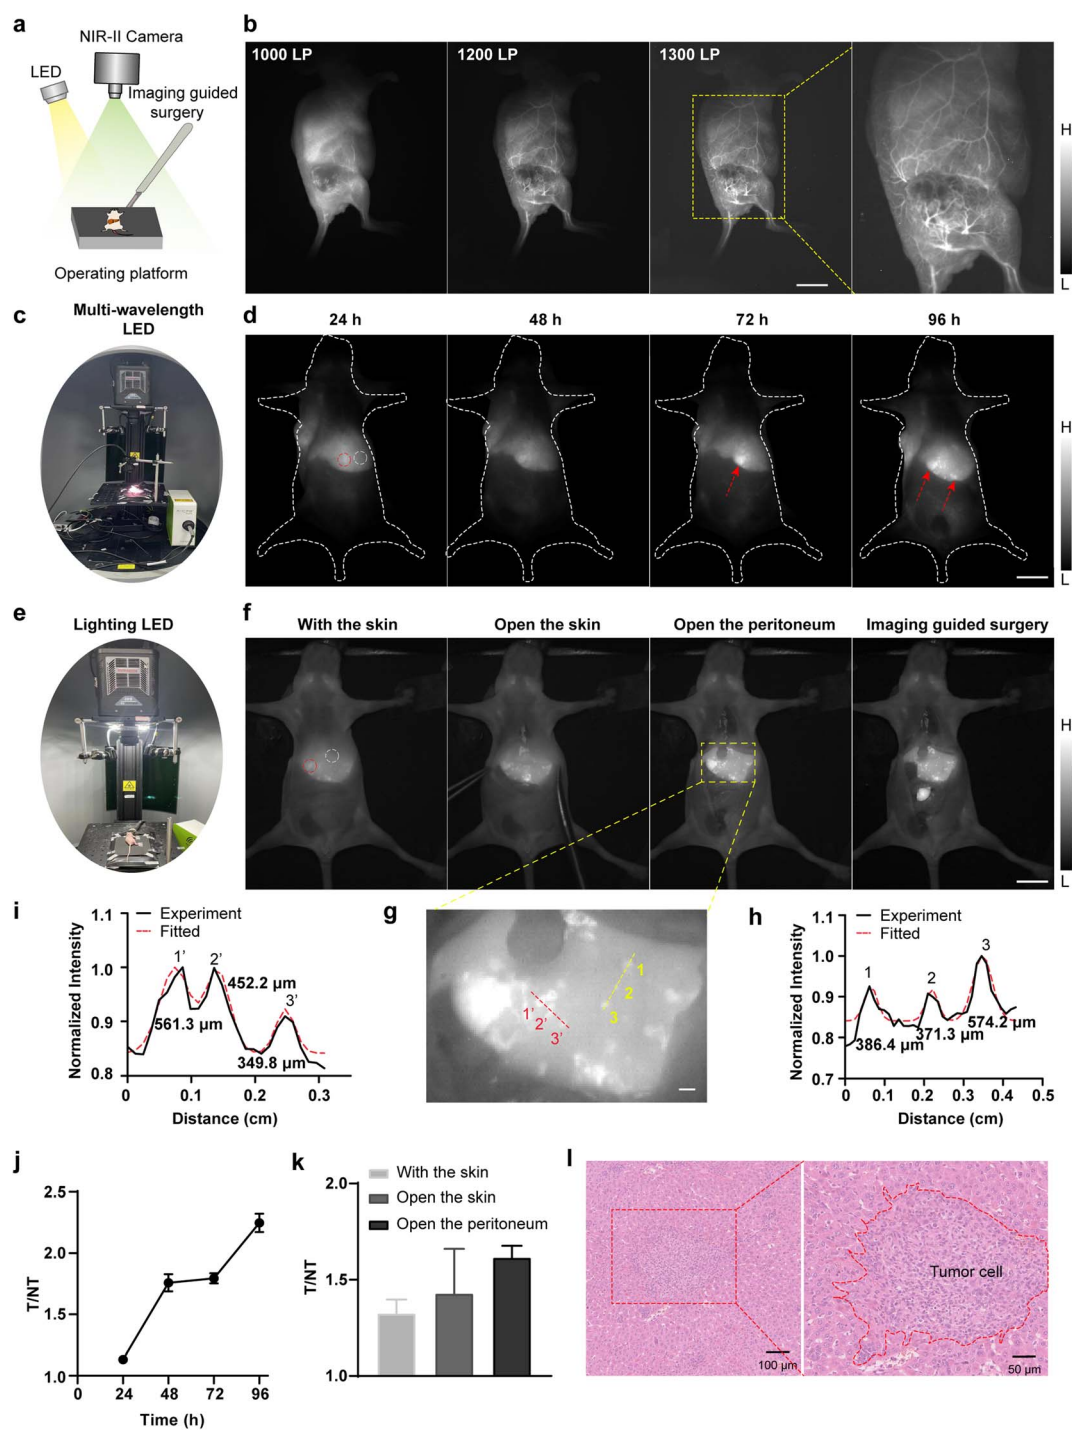 a
NIR-II Camera
LED
Imaging guided
surgery
Operating platform
b
1000 LP
1200 LP
1300 LP
H
L
c
Multi-wavelength
LED
d
24 h
48 h
72 h
96 h
H
L
e
Lighting LED
f
With the skin
Open the skin
Open the peritoneum
Imaging guided surgery
H
L
i
Experiment
Fitted
Normalized Intensity
1.1
1.0
0.9
0.8
1’
2’
3’
452.2 µm
561.3 µm
349.8 µm
0
0.1
0.2
0.3
Distance (cm)
g
1
2
3
1’
2’
3’
h
Experiment
Fitted
Normalized Intensity
1.1
1.0
0.9
0.8
0.7
1
2
3
386.4 µm
371.3 µm
574.2 µm
0
0.1
0.2
0.3
0.4
0.5
Distance (cm)
j
T/NT
2.5
2.0
1.5
1.0
0
24
48
72
96
Time (h)
k
With the skin
Open the skin
Open the peritoneum
T/NT
2.0
1.5
1.0
l
Tumor cell
100 µm
50 µm